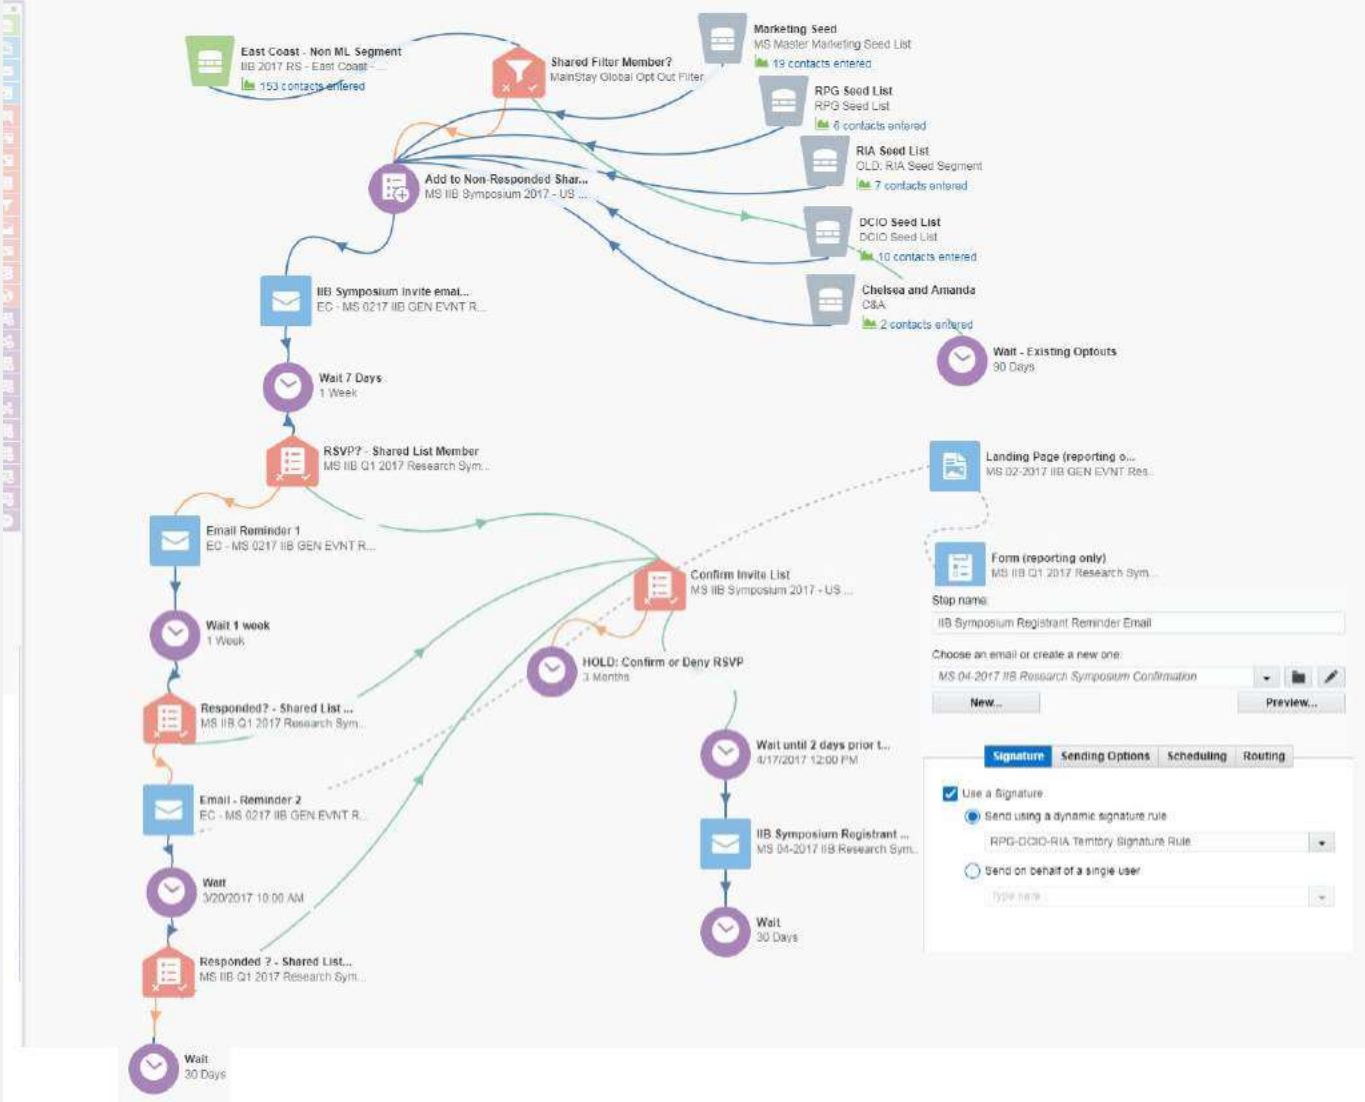 East Coast - Non ML Segment
IIB 2017 RS - East Coast - ...
153 contacts entered
Shared Filter Member?
MainStay Global Opt Out Filter
Marketing Seed
MS Master Marketing Seed List
19 contacts entered
RPG Seed List
RPG Seed List
6 contacts entered
RIA Seed List
OLD: RIA Seed Segment
7 contacts entered
Add to Non-Responded Shar...
MS IIB Symposium 2017 - US ...
DCIO Seed List
DCIO Seed List
10 contacts entered
Chelsea and Amanda
C&A
2 contacts entered
IIB Symposium Invite emai...
EC - MS 0217 IIB GEN EVNT R...
Wait - Existing Optouts
90 Days
Wait 7 Days
1 Week
RSVP? - Shared List Member
MS IIB Q1 2017 Research Sym...
Landing Page (reporting o...
MS 02-2017 IIB GEN EVNT Res...
Email Reminder 1
EC - MS 0217 IIB GEN EVNT R...
Form (reporting only)
MS IIB Q1 2017 Research Sym...
Confirm Invite List
MS IIB Symposium 2017 - US ...
Step name:
IIB Symposium Registrant Reminder Email
Wait 1 week
1 Week
Choose an email or create a new one:
MS 04-2017 IIB Research Symposium Confirmation
New...
Preview...
HOLD: Confirm or Deny RSVP
3 Months
Responded? - Shared List ...
MS IIB Q1 2017 Research Sym...
Wait until 2 days prior t...
4/17/2017 12:00 PM
Signature
Sending Options
Scheduling
Routing
Use a Signature
Send using a dynamic signature rule
RPG-DCIO-RIA Territory Signature Rule
Send on behalf of a single user
Type here
Email - Reminder 2
EC - MS 0217 IIB GEN EVNT R...
IIB Symposium Registrant ...
MS 04-2017 IIB Research Sym...
Wait
3/20/2017 10:00 AM
Wait
30 Days
Responded ? - Shared List...
MS IIB Q1 2017 Research Sym...
Wait
30 Days